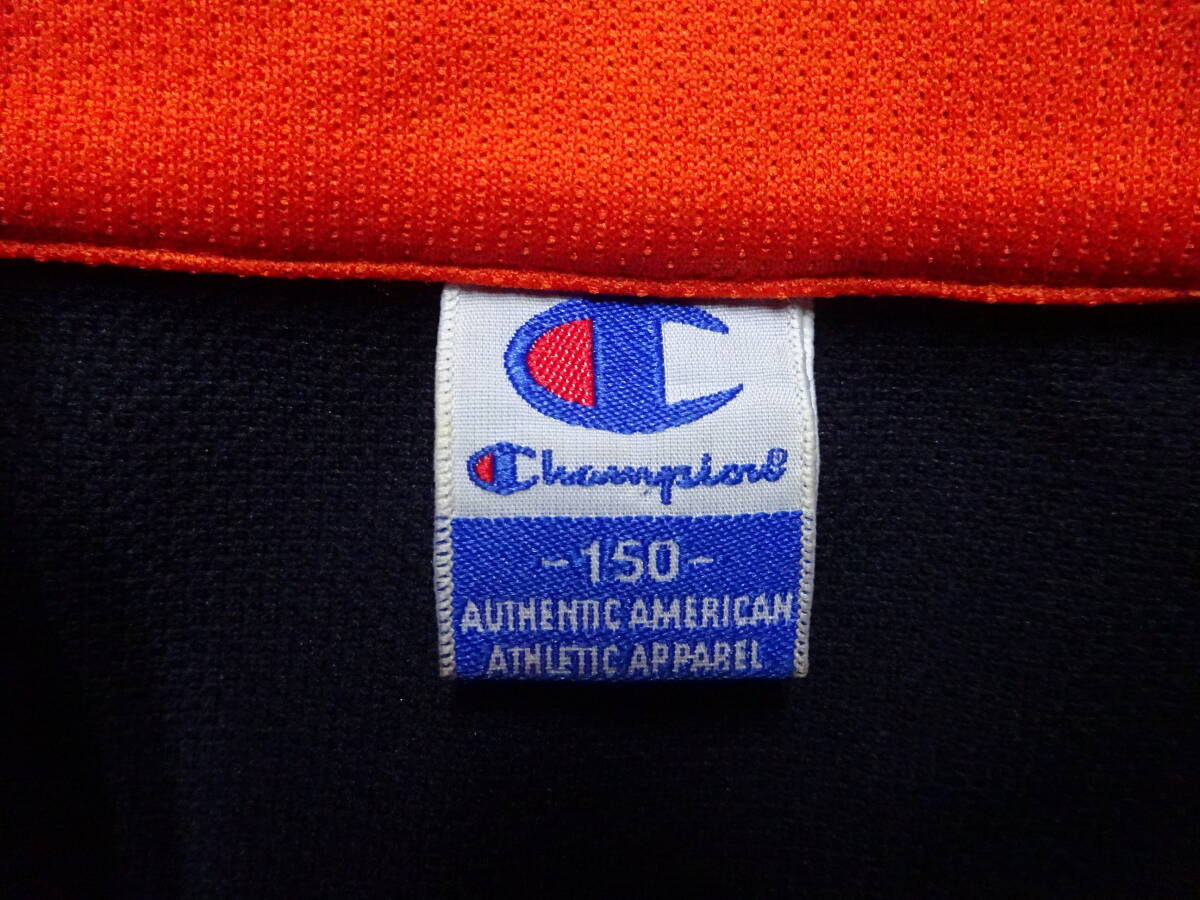 Champion®
-150-
AUTHENTIC AMERICAN
ATHLETIC APPAREL